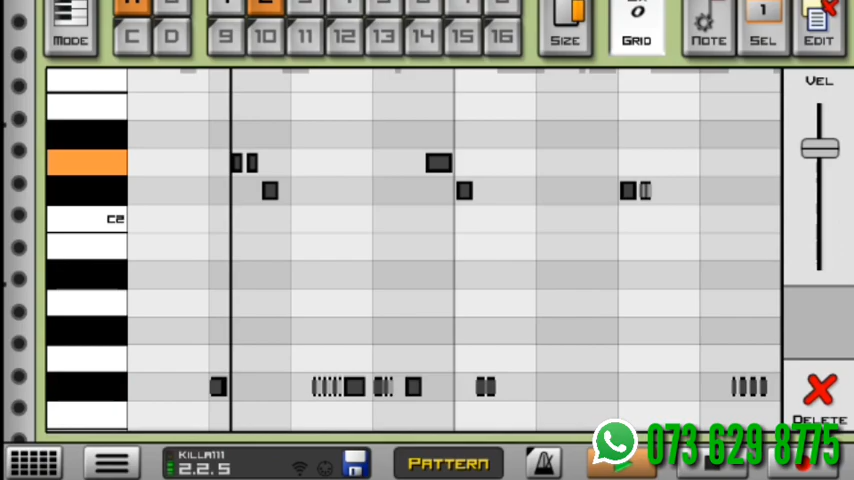 MODE
C
D
9
10
11
12
13
14
15
16
SIZE
GRID
NOTE
1
SEL
EDIT
VEL
C2
DELETE
KILLA111
2.2.5
PATTERN
073 629 8775